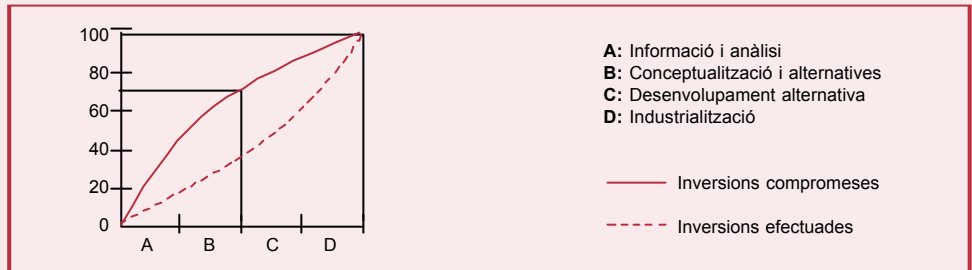 100
80
60
40
20
0
A B C D
A: Informació i anàlisi
B: Conceptualització i alternatives
C: Desenvolupament alternativa
D: Industrialització
Inversions compromeses
Inversions efectuades